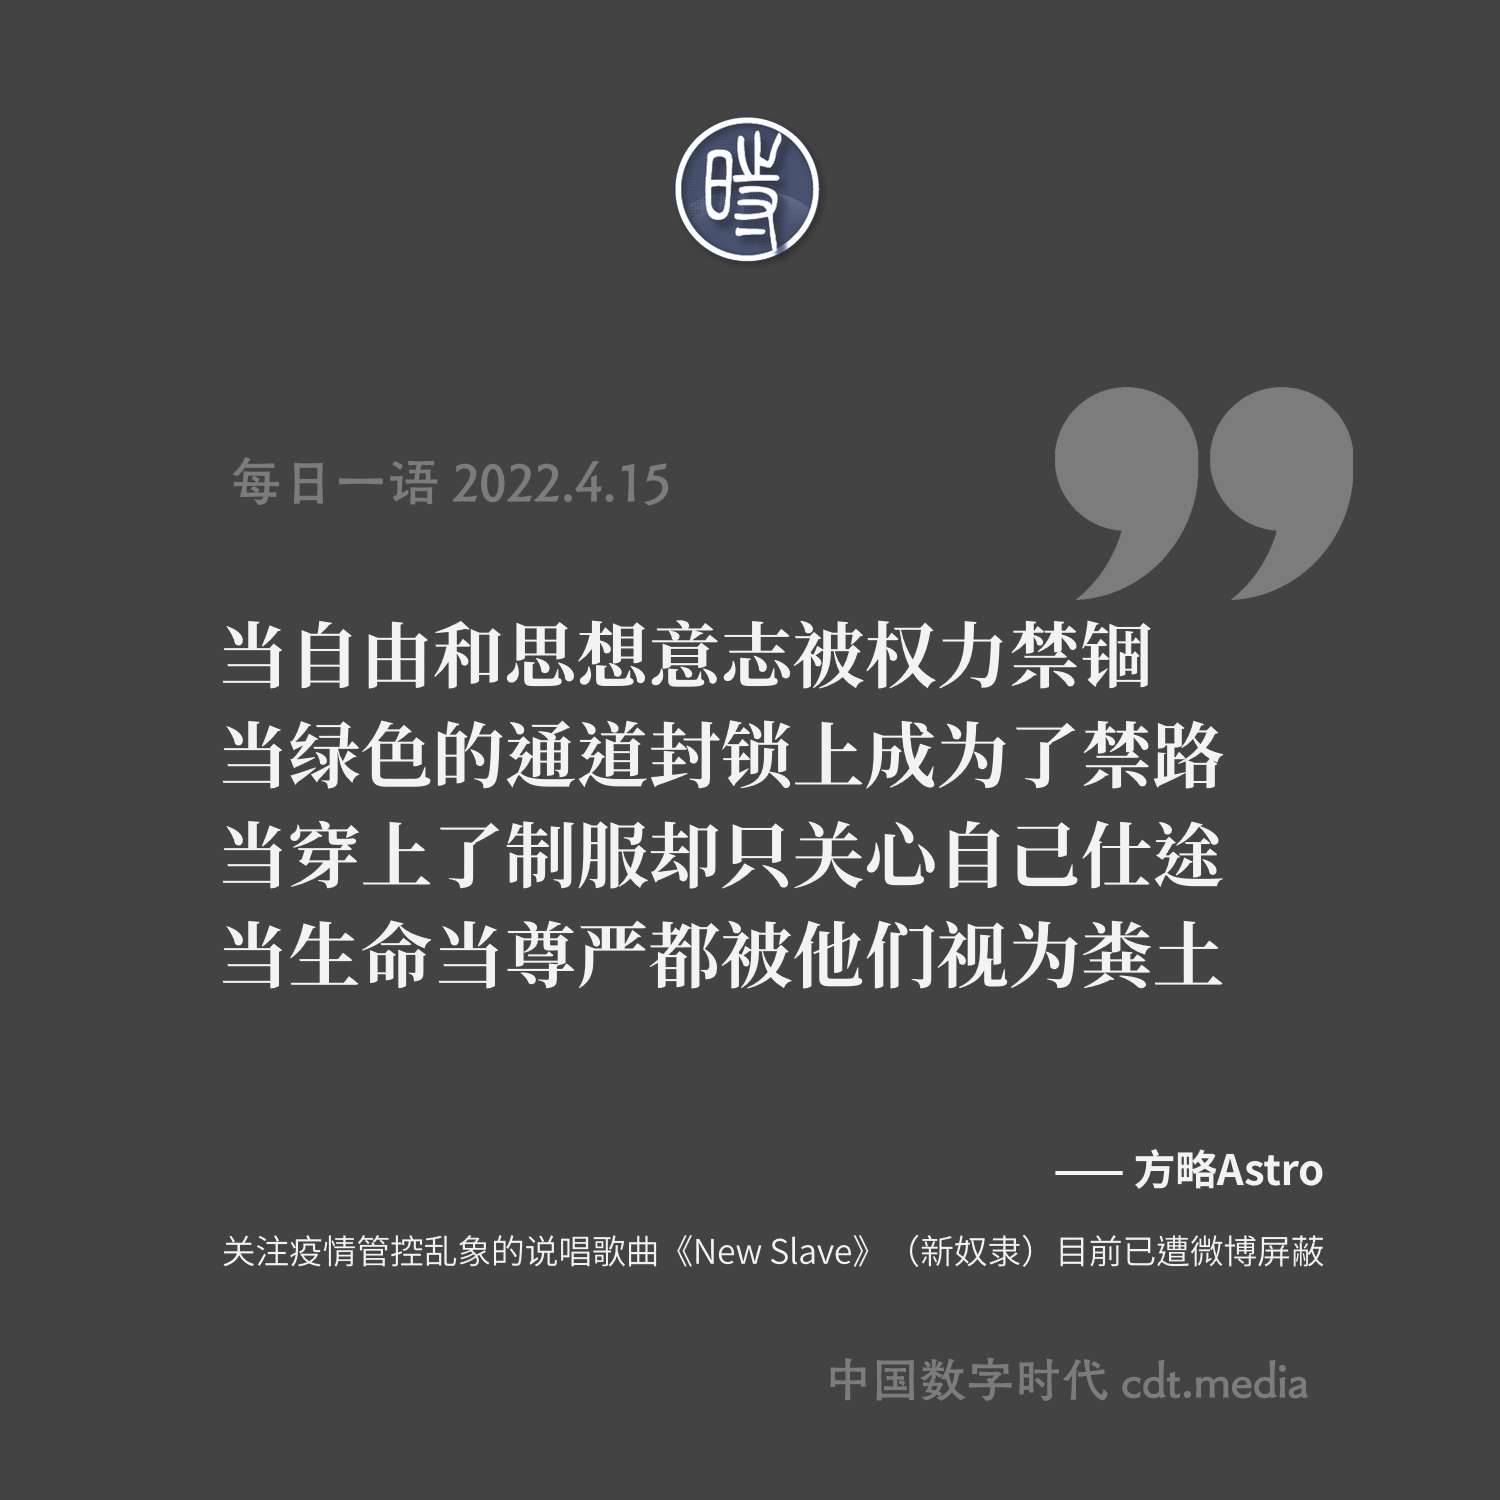 時
每日一语 2022.4.15
当自由和思想意志被权力禁锢
当绿色的通道封锁上成为了禁路
当穿上了制服却只关心自己仕途
当生命当尊严都被他们视为粪土
—— 方略Astro
关注疫情管控乱象的说唱歌曲《New Slave》（新奴隶）目前已遭微博屏蔽
中国数字时代 cdt.media